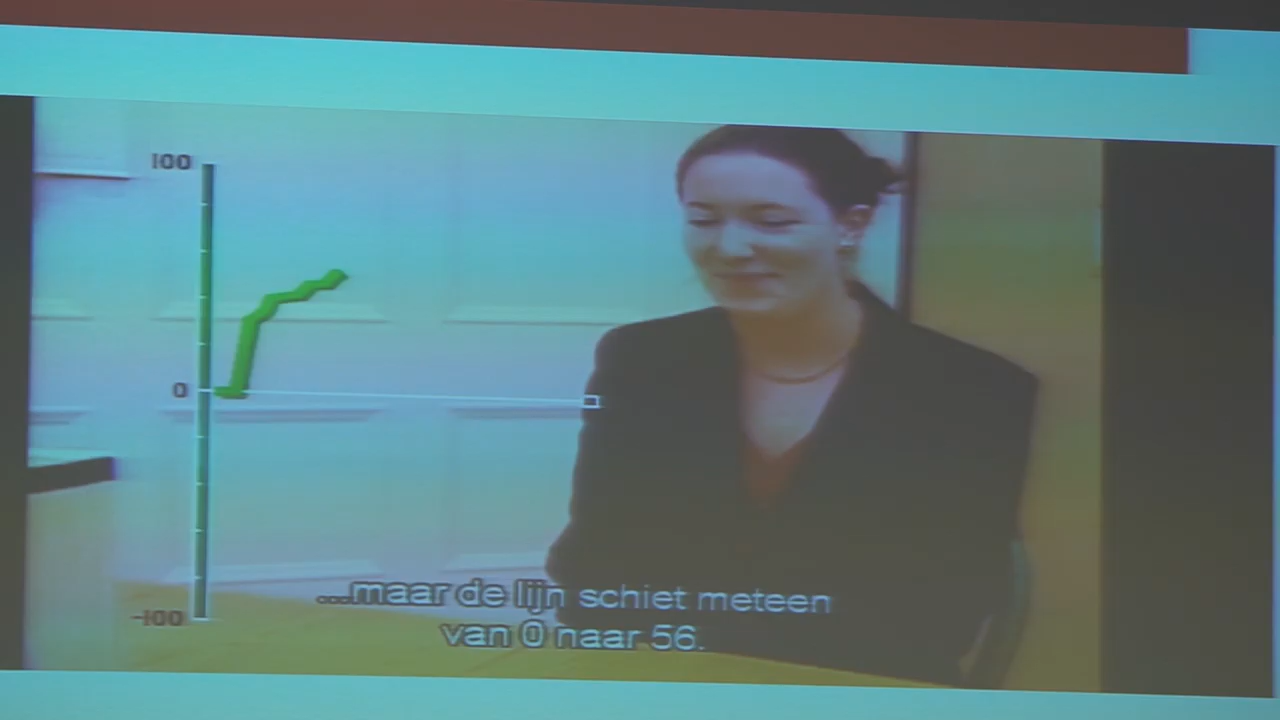 100
0
-100
...maar de lijn schiet meteen
van 0 naar 56.